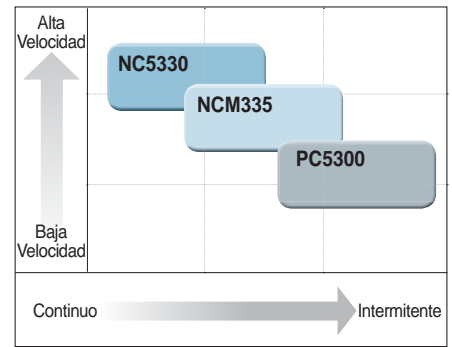 Alta
Velocidad
NC5330
NCM335
PC5300
Baja
Velocidad
Continuo
Intermitente